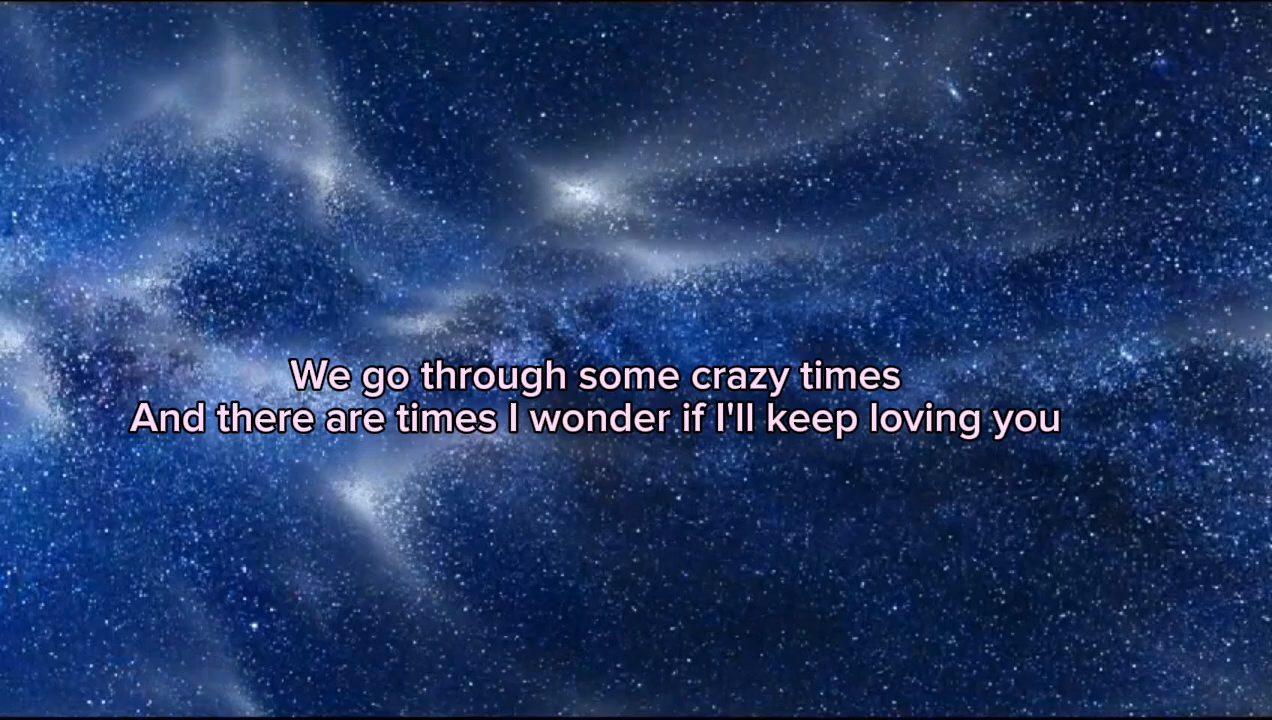 We go through some crazy times
And there are times I wonder if I'll keep loving you